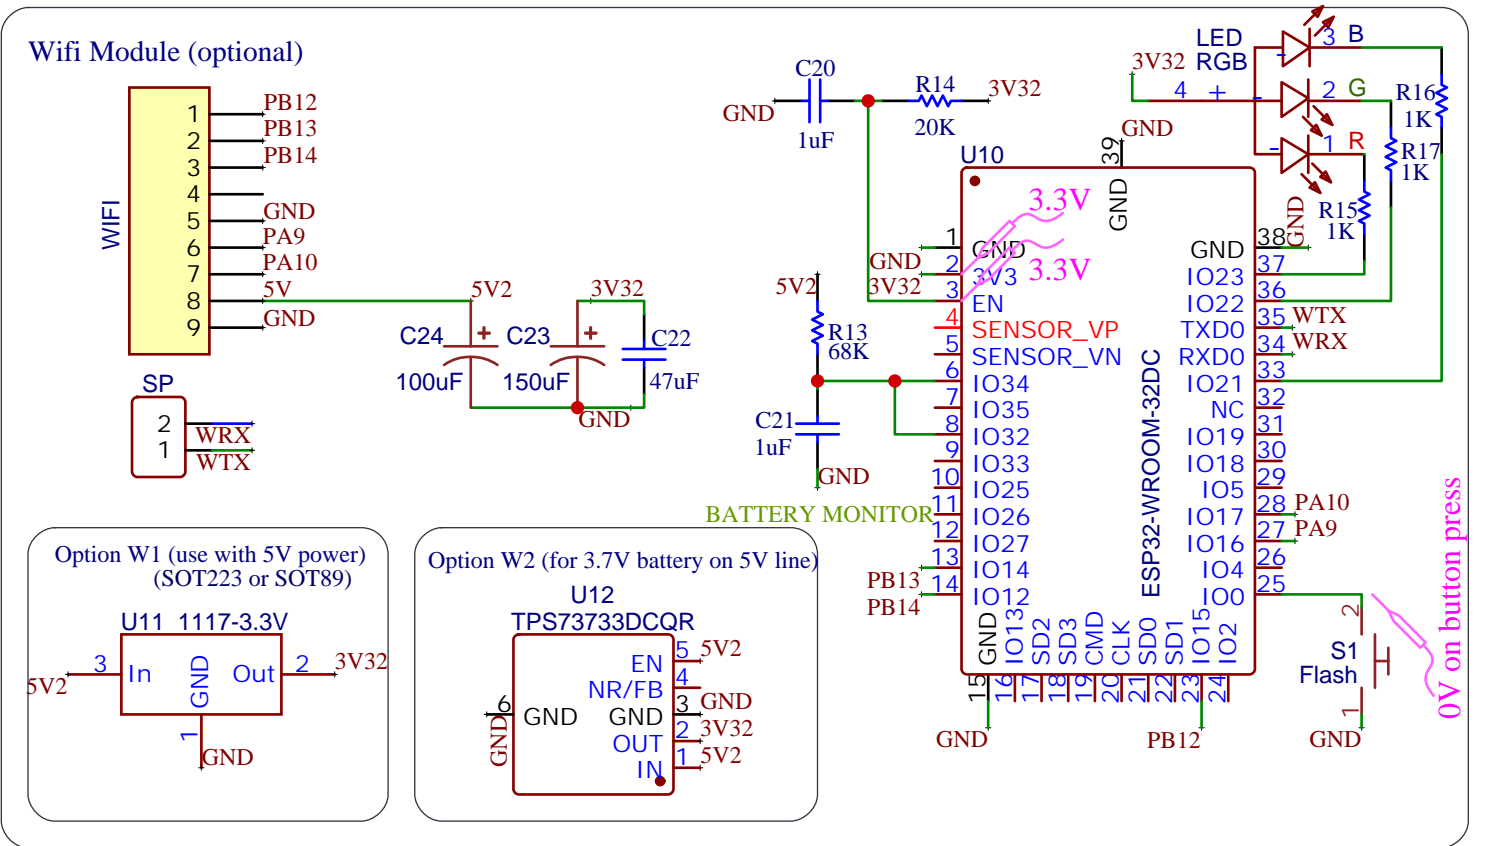 Wifi Module (optional)
WIFI
1 PB12
2 PB13
3 PB14
4
5 GND
6 PA9
7 PA10
8 5V
9 GND
SP
2 WRX
1 WTX
5V2
3V32
C24
100uF
+
C23
150uF
+
C22
47uF
GND
C20
1uF
GND
R14
20K
3V32
5V2
R13
68K
C21
1uF
GND
BATTERY MONITOR
LED
RGB
3V32
4 +
- 3 B
- 2 G
- 1 R
R16
1K
R17
1K
R15
1K
U10
ESP32-WROOM-32DC
39 GND
GND
3.3V
3.3V
GND
3V32
1 GND
2 3V3
3 EN
4 SENSOR_VP
5 SENSOR_VN
6 IO34
7 IO35
8 IO32
9 IO33
10 IO25
11 IO26
12 IO27
13 IO14
14 IO12
PB13
PB14
15 GND
16 IO13
17 SD2
18 SD3
19 CMD
20 CLK
21 SD0
22 SD1
23 IO15
24 IO2
GND
PB12
GND 38 GND
IO23 37
IO22 36
TXD0 35 WTX
RXD0 34 WRX
IO21 33
NC 32
IO19 31
IO18 30
IO5 29
IO17 28 PA10
IO16 27 PA9
IO4 26
IO0 25
2
S1
Flash
1
GND
0V on button press
Option W1 (use with 5V power)
(SOT223 or SOT89)
U11 1117-3.3V
5V2 3 In
GND
Out 2 3V32
1 GND
Option W2 (for 3.7V battery on 5V line)
U12
TPS73733DCQR
EN 5 5V2
NR/FB 4
GND 3 GND
OUT 2 3V32
IN 1 5V2
6 GND
GND